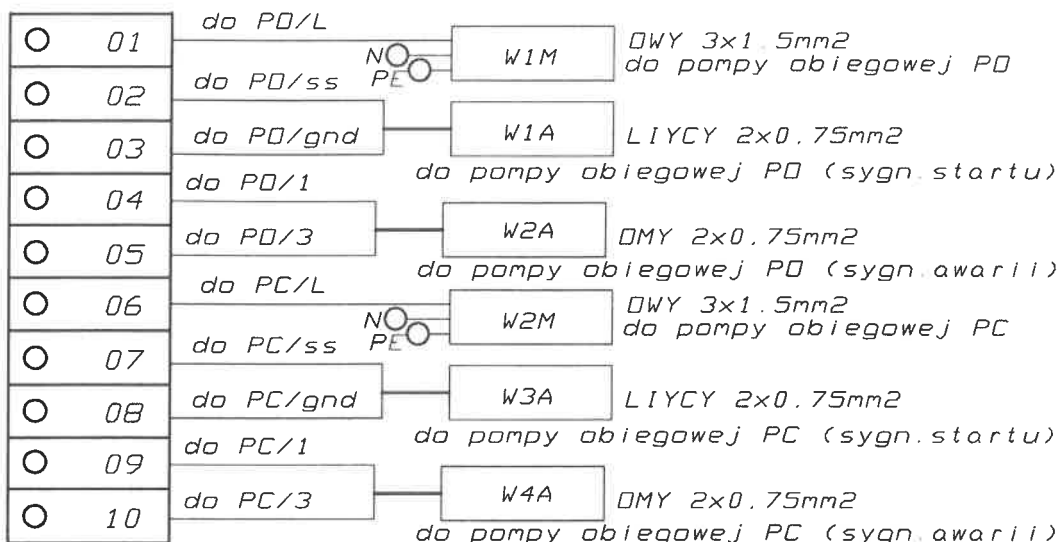 do PO/L
01
N
PE
W1M
OWY 3x1.5mm2
do pompy obiegowej PO
do PO/ss
02
do PO/gnd
03
W1A
LIYCY 2x0.75mm2
do pompy obiegowej PO (sygn.startu)
do PO/1
04
do PO/3
05
W2A
OMY 2x0.75mm2
do pompy obiegowej PO (sygn.awarii)
do PC/L
06
N
PE
W2M
OWY 3x1.5mm2
do pompy obiegowej PC
do PC/ss
07
do PC/gnd
08
W3A
LIYCY 2x0.75mm2
do pompy obiegowej PC (sygn.startu)
do PC/1
09
do PC/3
10
W4A
OMY 2x0.75mm2
do pompy obiegowej PC (sygn.awarii)